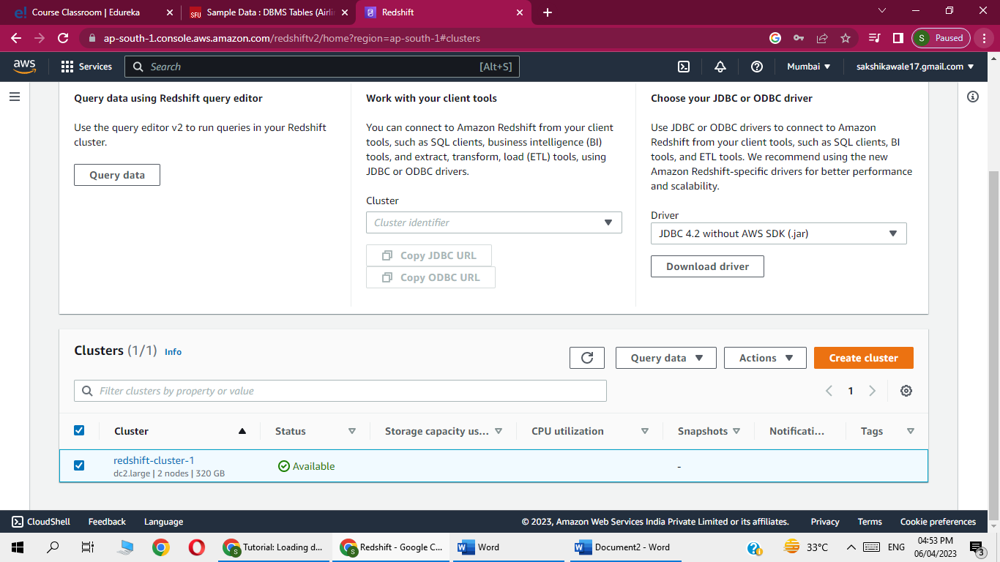 Course Classroom | Edureka
Sample Data : DBMS Tables (Airli
Redshift
ap-south-1.console.aws.amazon.com/redshiftv2/home?region=ap-south-1#clusters
S Paused
aws
Services
Search
[Alt+S]
Mumbai
sakshikawale17.gmail.com
Query data using Redshift query editor
Use the query editor v2 to run queries in your Redshift
cluster.
Query data
Work with your client tools
You can connect to Amazon Redshift from your client
tools, such as SQL clients, business intelligence (BI)
tools, and extract, transform, load (ETL) tools, using
JDBC or ODBC drivers.
Cluster
Cluster identifier
Copy JDBC URL
Copy ODBC URL
Choose your JDBC or ODBC driver
Use JDBC or ODBC drivers to connect to Amazon
Redshift from your client tools, such as SQL clients, BI
tools, and ETL tools. We recommend using the new
Amazon Redshift-specific drivers for better performance
and scalability.
Driver
JDBC 4.2 without AWS SDK (.jar)
Download driver
Clusters (1/1) Info
Query data
Actions
Create cluster
Filter clusters by property or value
1
Cluster
Status
Storage capacity us...
CPU utilization
Snapshots
Notificati...
Tags
redshift-cluster-1
dc2.large | 2 nodes | 320 GB
Available
-
CloudShell
Feedback
Language
© 2023, Amazon Web Services India Private Limited or its affiliates.
Privacy
Terms
Cookie preferences
Tutorial: Loading d...
Redshift - Google C...
Word
Document2 - Word
33°C
ENG
04:53 PM
06/04/2023
3